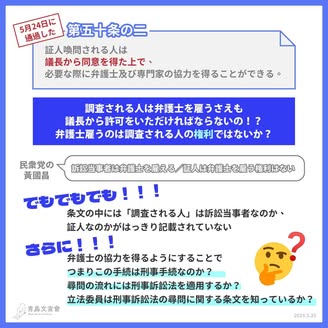 5月24日に
通過した
第五十条の二
証人喚問される人は
議長から同意を得た上で、
必要な際に弁護士及び専門家の協力を得ることができる。
調査される人は弁護士を雇うさえも
議長から許可をいただければならないの！？
弁護士雇うのは調査される人の権利ではないか？
民衆党の
黃國昌
訴訟当事者は弁護士を雇える／証人は弁護士を雇う権利はない
でもでもでも！！！
条文の中には「調査される人」は訴訟当事者なのか、
証人なのかがはっきり記載されていない
さらに！！！
弁護士の協力を得るようにすることで
つまりこの手続は刑事手続なのか？
尋問の流れには刑事訴訟法を適用するか？
立法委員は刑事訴訟法の尋問に関する条文を知っているか？
青島文宣會